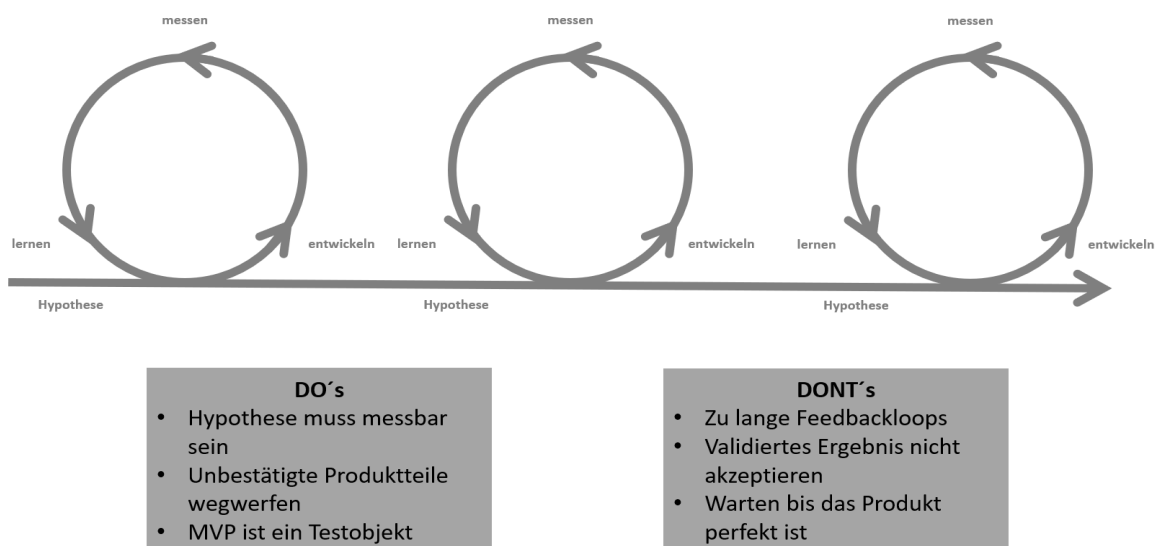 messen
messen
messen
lernen
entwickeln
lernen
entwickeln
lernen
entwickeln
Hypothese
Hypothese
Hypothese
DO´s
• Hypothese muss messbar
sein
• Unbestätigte Produktteile
wegwerfen
• MVP ist ein Testobjekt
DONT´s
• Zu lange Feedbackloops
• Validiertes Ergebnis nicht
akzeptieren
• Warten bis das Produkt
perfekt ist